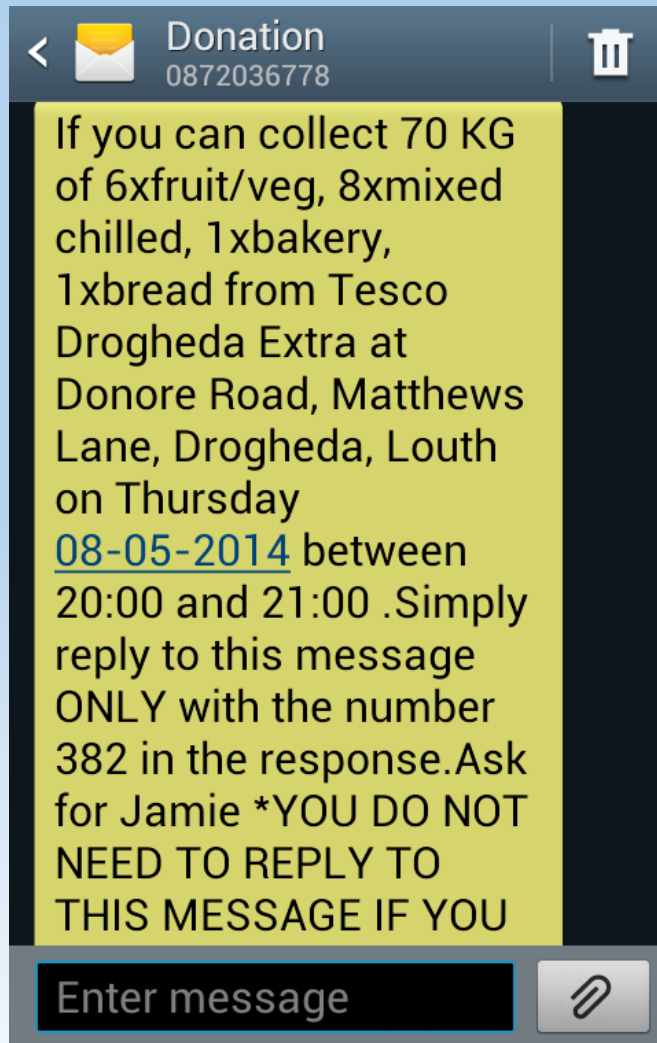 Donation
0872036778
If you can collect 70 KG
of 6xfruit/veg, 8xmixed
chilled, 1xbakery,
1xbread from Tesco
Drogheda Extra at
Donore Road, Matthews
Lane, Drogheda, Louth
on Thursday
08-05-2014 between
20:00 and 21:00 .Simply
reply to this message
ONLY with the number
382 in the response.Ask
for Jamie *YOU DO NOT
NEED TO REPLY TO
THIS MESSAGE IF YOU
Enter message